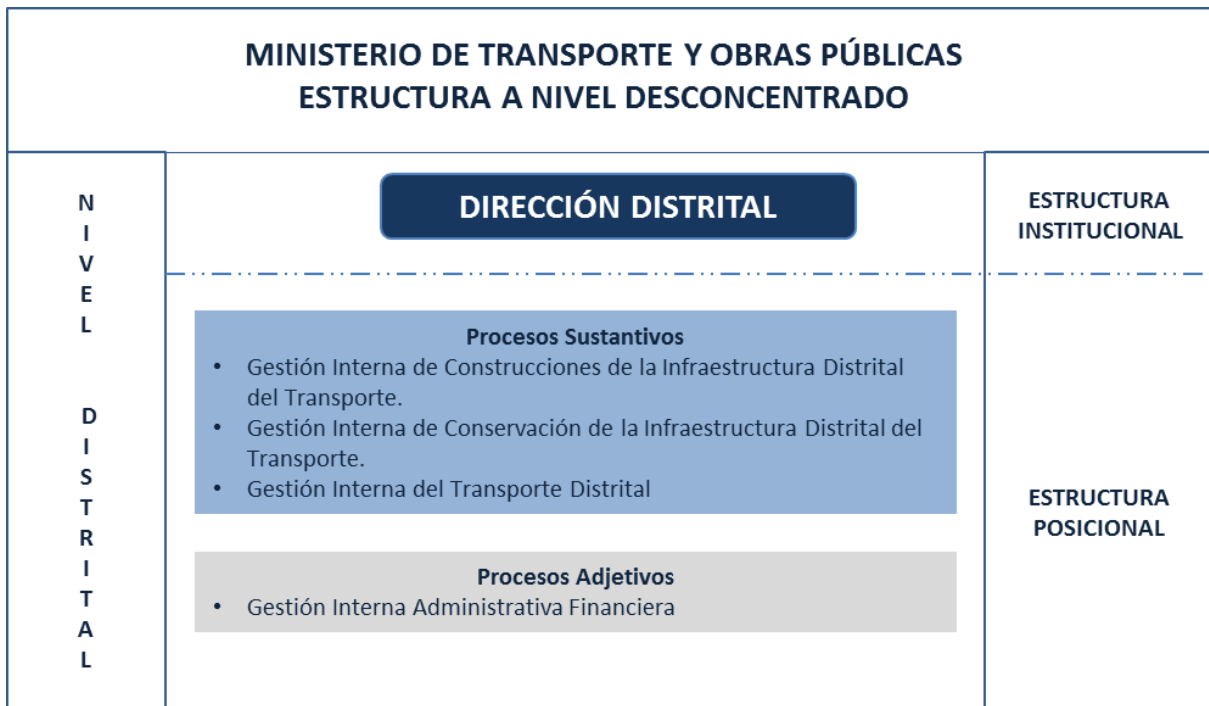 MINISTERIO DE TRANSPORTE Y OBRAS PÚBLICAS
ESTRUCTURA A NIVEL DESCONCENTRADO
NIVEL DISTRITAL
DIRECCIÓN DISTRITAL
ESTRUCTURA
INSTITUCIONAL
Procesos Sustantivos
• Gestión Interna de Construcciones de la Infraestructura Distrital
del Transporte.
• Gestión Interna de Conservación de la Infraestructura Distrital del
Transporte.
• Gestión Interna del Transporte Distrital
ESTRUCTURA
POSICIONAL
Procesos Adjetivos
• Gestión Interna Administrativa Financiera